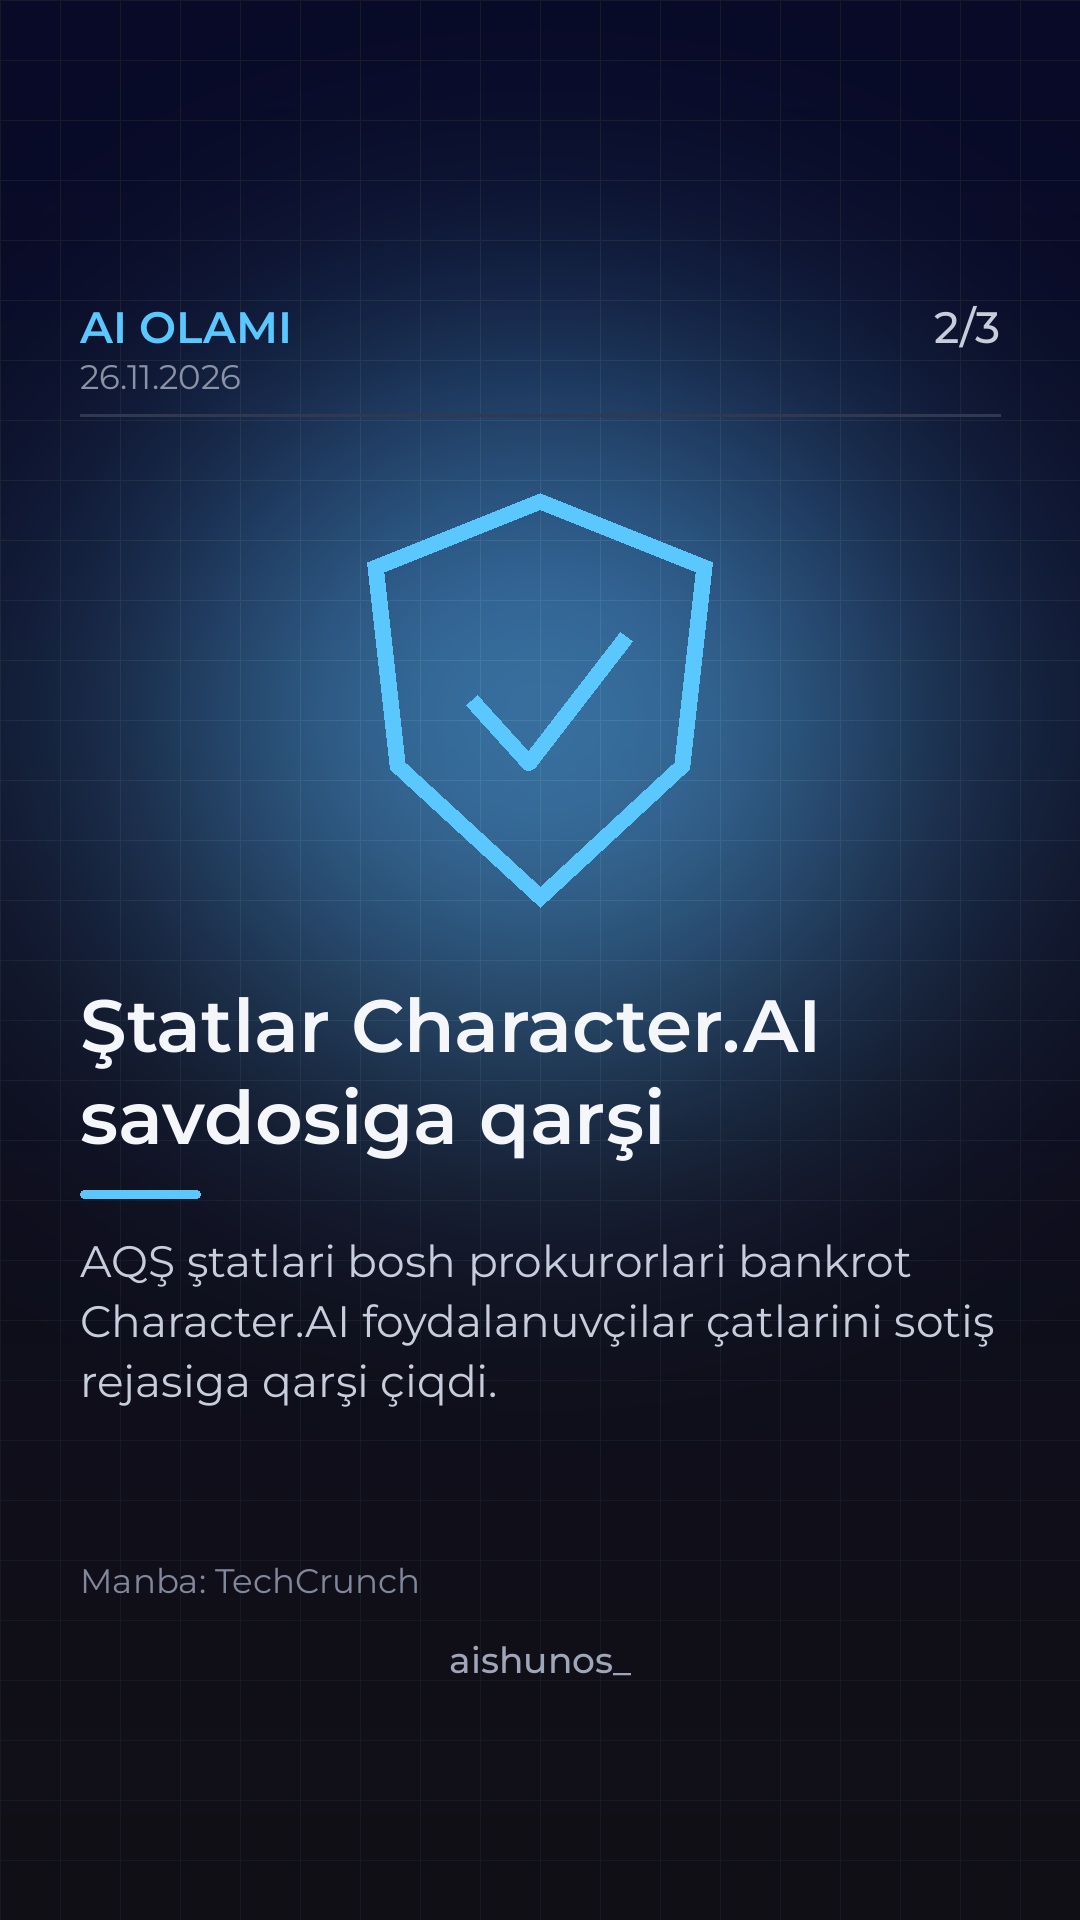 AI OLAMI
2/3
26.11.2026
Ştatlar Character.AI
savdosiga qarşi
AQŞ ştatlari bosh prokurorlari bankrot
Character.AI foydalanuvçilar çatlarini sotiş
rejasiga qarşi çiqdi.
Manba: TechCrunch
aishunos_